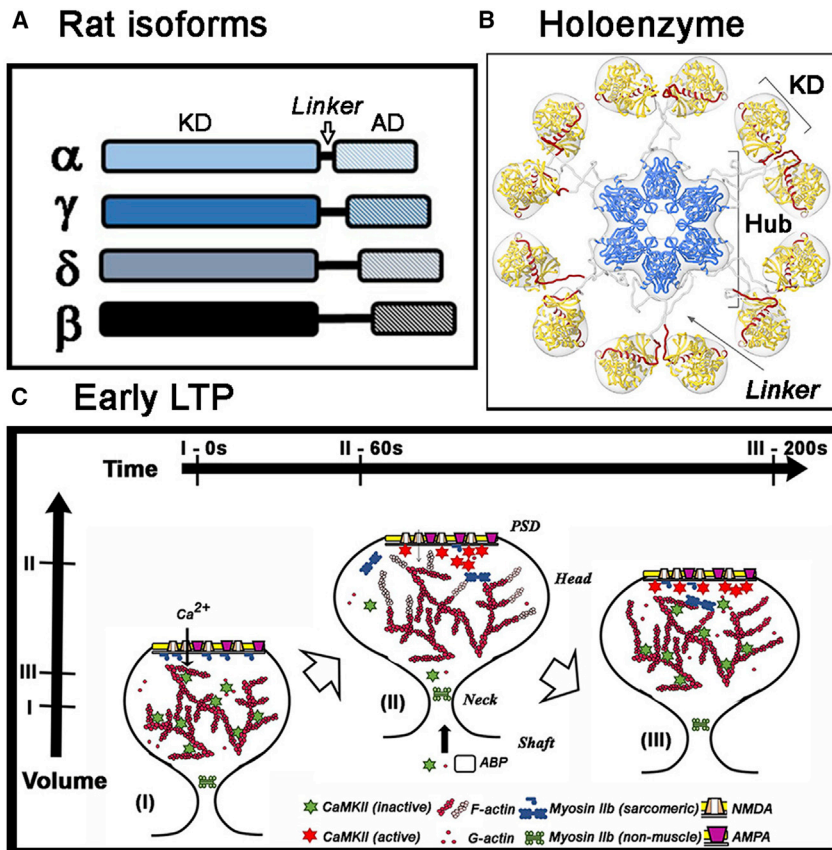 A Rat isoforms
KD Linker AD
α
γ
δ
β
B Holoenzyme
KD
Hub
Linker
C Early LTP
I - 0s II - 60s III - 200s
Time
II
III
I
Volume
Ca2+
(I)
PSD
Head
(II) Neck
Shaft
ABP
(III)
CaMKII (inactive) F-actin Myosin IIb (sarcomeric) NMDA
CaMKII (active) G-actin Myosin IIb (non-muscle) AMPA